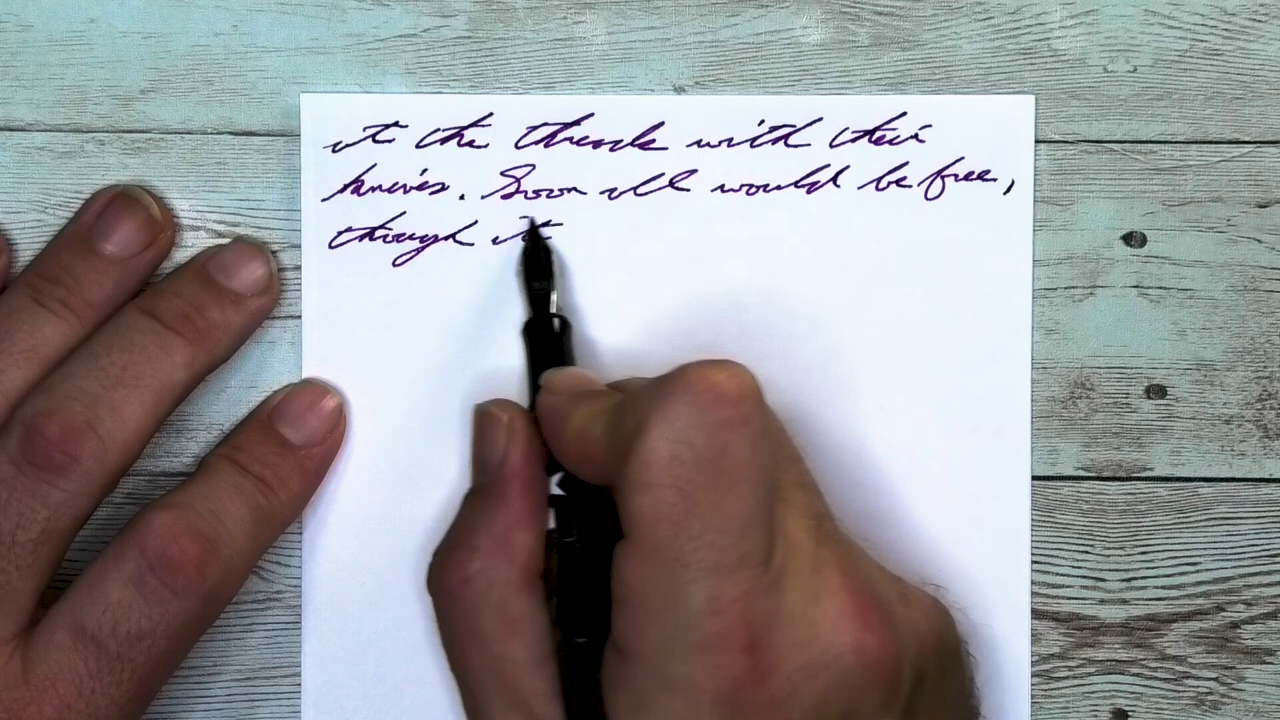 at the threads with their
knives. Soon all would be free,
though it